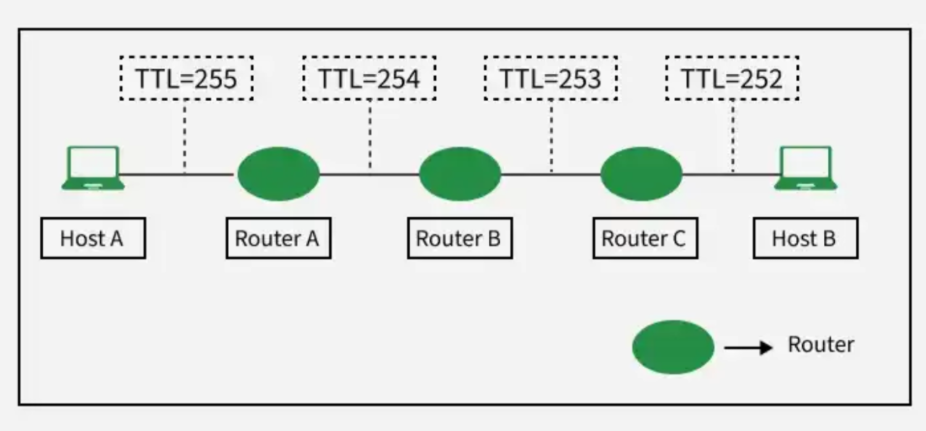 TTL=255 TTL=254 TTL=253 TTL=252
Host A Router A Router B Router C Host B
Router